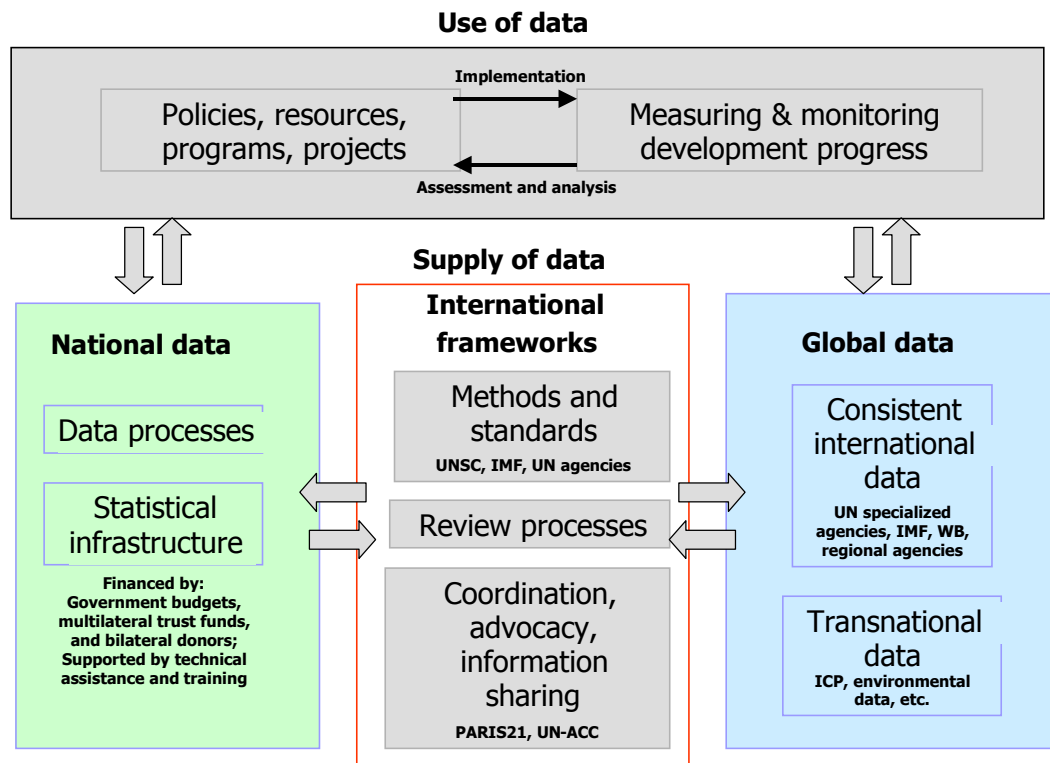 Use of data
Implementation
Policies, resources,
programs, projects
Measuring & monitoring
development progress
Assessment and analysis
Supply of data
National data
Data processes
Statistical
infrastructure
Financed by:
Government budgets,
multilateral trust funds,
and bilateral donors;
Supported by technical
assistance and training
International
frameworks
Methods and
standards
UNSC, IMF, UN agencies
Review processes
Coordination,
advocacy,
information
sharing
PARIS21, UN-ACC
Global data
Consistent
international
data
UN specialized
agencies, IMF, WB,
regional agencies
Transnational
data
ICP, environmental
data, etc.